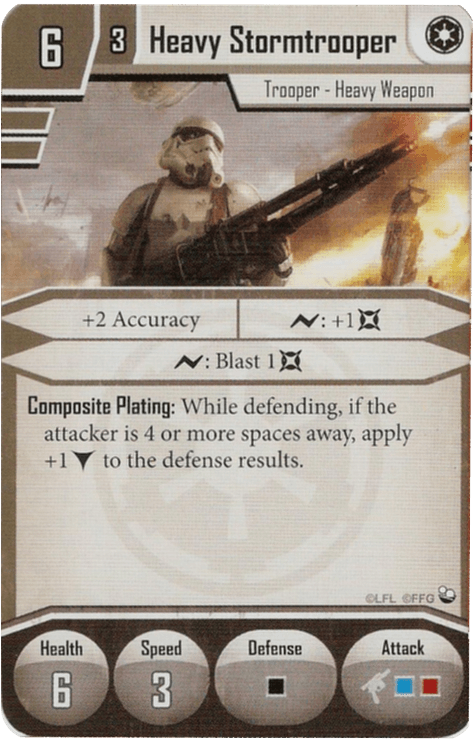 6
3
Heavy Stormtrooper
Trooper - Heavy Weapon
+2 Accuracy
: +1
: Blast 1
Composite Plating: While defending, if the
attacker is 4 or more spaces away, apply
+1 to the defense results.
©LFL ©FFG
Health
6
Speed
3
Defense
Attack